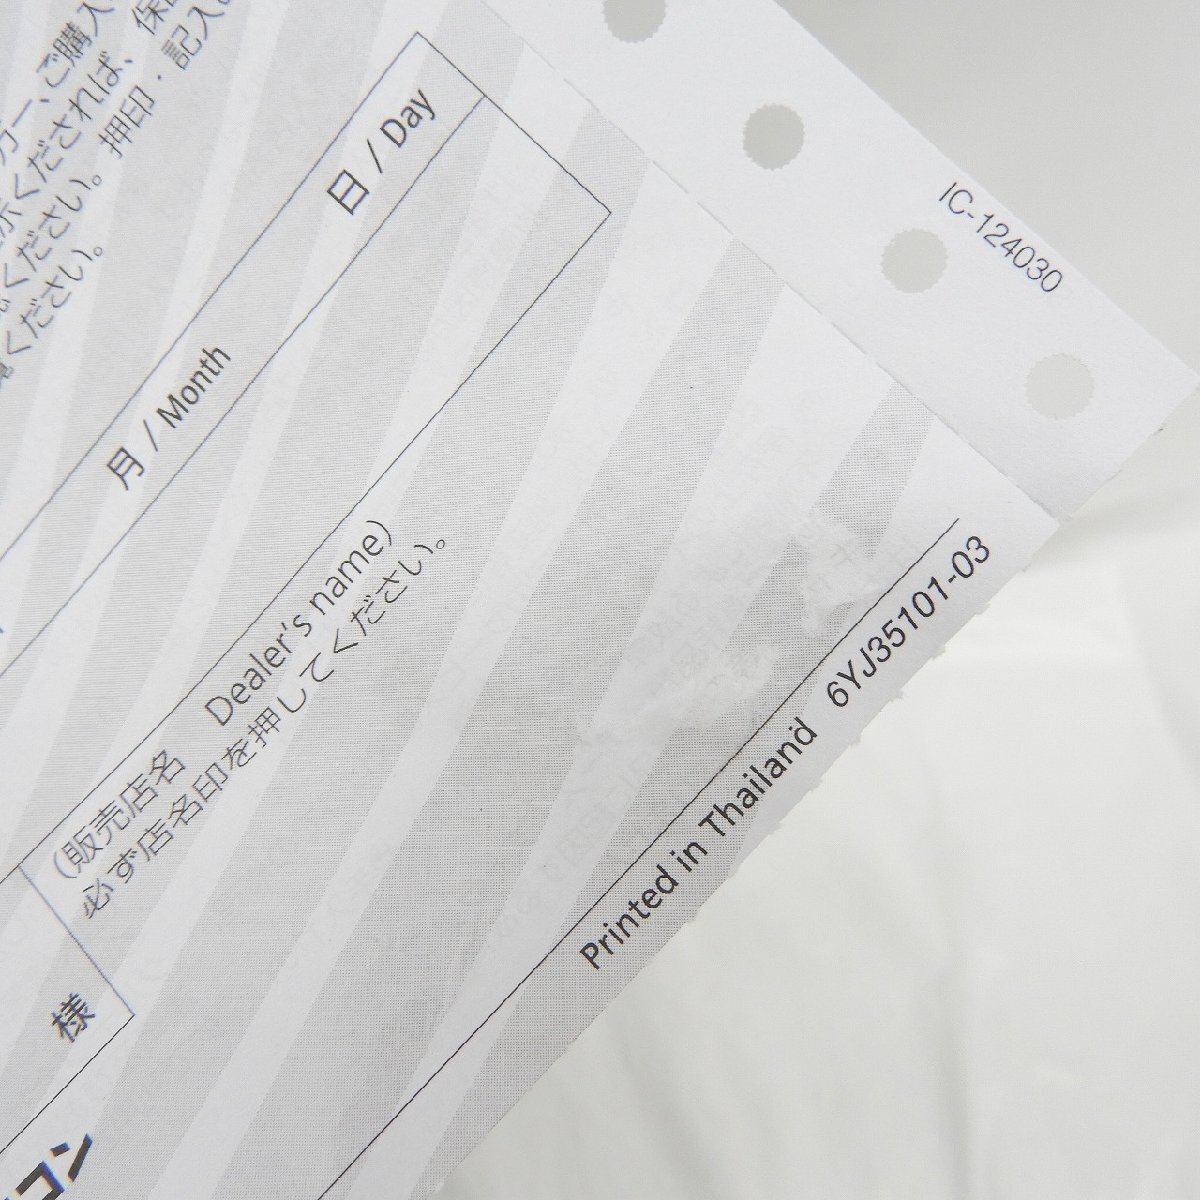 IC-124030
ー、ご購入
くだされば、保
ください。押印・記入
ください。
月 / Month 日 / Day
(販売店名 Dealer's name)
必ず店名印を押してください。
様
コン
Printed in Thailand 6YJ35101-03